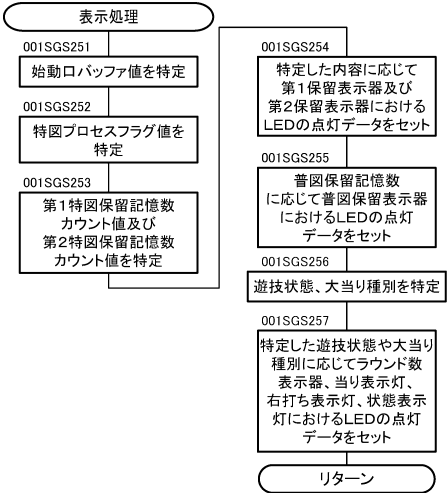 表示処理
001SGS251
始動口バッファ値を特定
001SGS252
特図プロセスフラグ値を
特定
001SGS253
第1特図保留記憶数
カウント値及び
第2特図保留記憶数
カウント値を特定
001SGS254
特定した内容に応じて
第1保留表示器及び
第2保留表示器における
LEDの点灯データをセット
001SGS255
普図保留記憶数
に応じて普図保留表示器
におけるLEDの点灯
データをセット
001SGS256
遊技状態、大当り種別を特定
001SGS257
特定した遊技状態や大当り
種別に応じてラウンド数
表示器、当り表示灯、
右打ち表示灯、状態表示
灯におけるLEDの点灯
データをセット
リターン